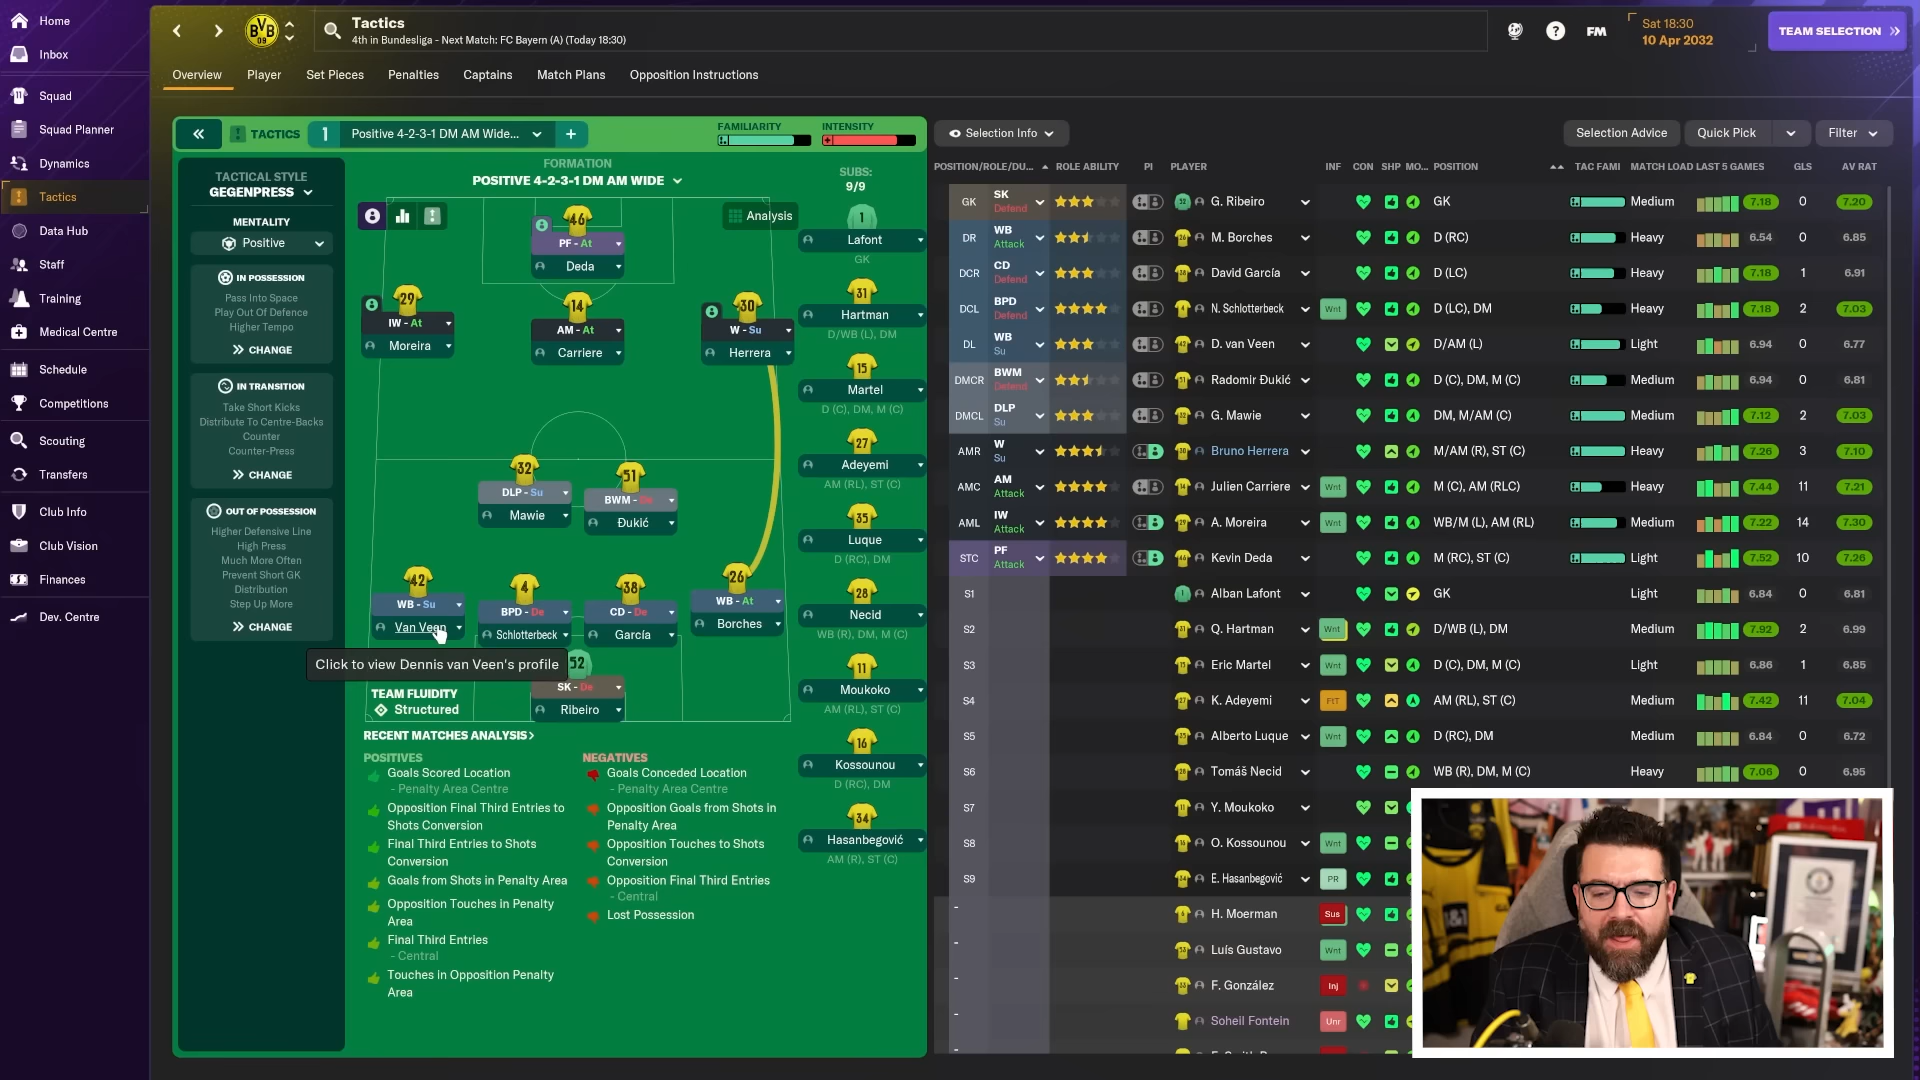 Home
Inbox
Squad
Squad Planner
Dynamics
Tactics
Data Hub
Staff
Training
Medical Centre
Schedule
Competitions
Scouting
Transfers
Club Info
Club Vision
Finances
Dev. Centre
BVB
09
Tactics
4th in Bundesliga - Next Match: FC Bayern (A) (Today 18:30)
FM
Sat 18:30
10 Apr 2032
TEAM SELECTION
Overview Player Set Pieces Penalties Captains Match Plans Opposition Instructions
TACTICS 1 Positive 4-2-3-1 DM AM Wide...
FAMILIARITY INTENSITY
TACTICAL STYLE
GEGENPRESS
MENTALITY
Positive
IN POSSESSION
Pass Into Space
Play Out Of Defence
Higher Tempo
CHANGE
IN TRANSITION
Take Short Kicks
Distribute To Centre-Backs
Counter
Counter-Press
CHANGE
OUT OF POSSESSION
Higher Defensive Line
High Press
Much More Often
Prevent Short GK
Distribution
Step Up More
CHANGE
FORMATION
POSITIVE 4-2-3-1 DM AM WIDE
Analysis
46
PF - At
Deda
29
IW - At
Moreira
14
AM - At
Carriere
30
W - Su
Herrera
32
DLP - Su
Mawie
51
BWM - De
Đukić
42
WB - Su
Van Veen
4
BPD - De
Schlotterbeck
38
CD - De
García
26
WB - At
Borches
Click to view Dennis van Veen's profile
52
SK - De
Ribeiro
TEAM FLUIDITY
Structured
RECENT MATCHES ANALYSIS>
POSITIVES
Goals Scored Location
- Penalty Area Centre
Opposition Final Third Entries to
Shots Conversion
Final Third Entries to Shots
Conversion
Goals from Shots in Penalty Area
Opposition Touches in Penalty
Area
Final Third Entries
- Central
Touches in Opposition Penalty
Area
NEGATIVES
Goals Conceded Location
- Penalty Area Centre
Opposition Goals from Shots in
Penalty Area
Opposition Touches to Shots
Conversion
Opposition Final Third Entries
- Central
Lost Possession
SUBS:
9/9
1
Lafont
GK
31
Hartman
D/WB (L), DM
15
Martel
D (C), DM, M (C)
27
Adeyemi
AM (RL), ST (C)
35
Luque
D (RC), DM
28
Necid
WB (R), DM, M (C)
11
Moukoko
AM (RL), ST (C)
16
Kossounou
D (RC), DM
34
Hasanbegović
AM (R), ST (C)
Selection Info
Selection Advice
Quick Pick
Filter
POSITION/ROLE/DU... ROLE ABILITY PI PLAYER INF CON SHP MO... POSITION TAC FAMI MATCH LOAD LAST 5 GAMES GLS AV RAT
GK SK Defend G. Ribeiro GK Medium 7.18 0 7.20
DR WB Attack M. Borches D (RC) Heavy 6.54 0 6.85
DCR CD Defend David García D (LC) Heavy 7.18 1 6.91
DCL BPD Defend N. Schlotterbeck Wnt D (LC), DM Heavy 7.18 2 7.03
DL WB Su D. van Veen D/AM (L) Light 6.94 0 6.77
DMCR BWM Defend Radomir Đukić D (C), DM, M (C) Medium 6.94 0 6.81
DMCL DLP Su G. Mawie DM, M/AM (C) Medium 7.12 2 7.03
AMR W Su Bruno Herrera M/AM (R), ST (C) Heavy 7.26 3 7.10
AMC AM Attack Julien Carriere Wnt M (C), AM (RLC) Heavy 7.44 11 7.21
AML IW Attack A. Moreira Wnt WB/M (L), AM (RL) Medium 7.22 14 7.30
STC PF Attack Kevin Deda M (RC), ST (C) Light 7.52 10 7.26
S1 Alban Lafont GK Light 6.84 0 6.81
S2 Q. Hartman Wnt D/WB (L), DM Medium 7.92 2 6.99
S3 Eric Martel Wnt D (C), DM, M (C) Light 6.86 1 6.85
S4 K. Adeyemi FtT AM (RL), ST (C) Medium 7.42 11 7.04
S5 Alberto Luque Wnt D (RC), DM Medium 6.84 0 6.72
S6 Tomáš Necid WB (R), DM, M (C) Heavy 7.06 0 6.95
S7 Y. Moukoko
S8 O. Kossounou Wnt
S9 E. Hasanbegović PR
- H. Moerman Sus
- Luís Gustavo Wnt
- F. González Inj
- Soheil Fontein Unr
-